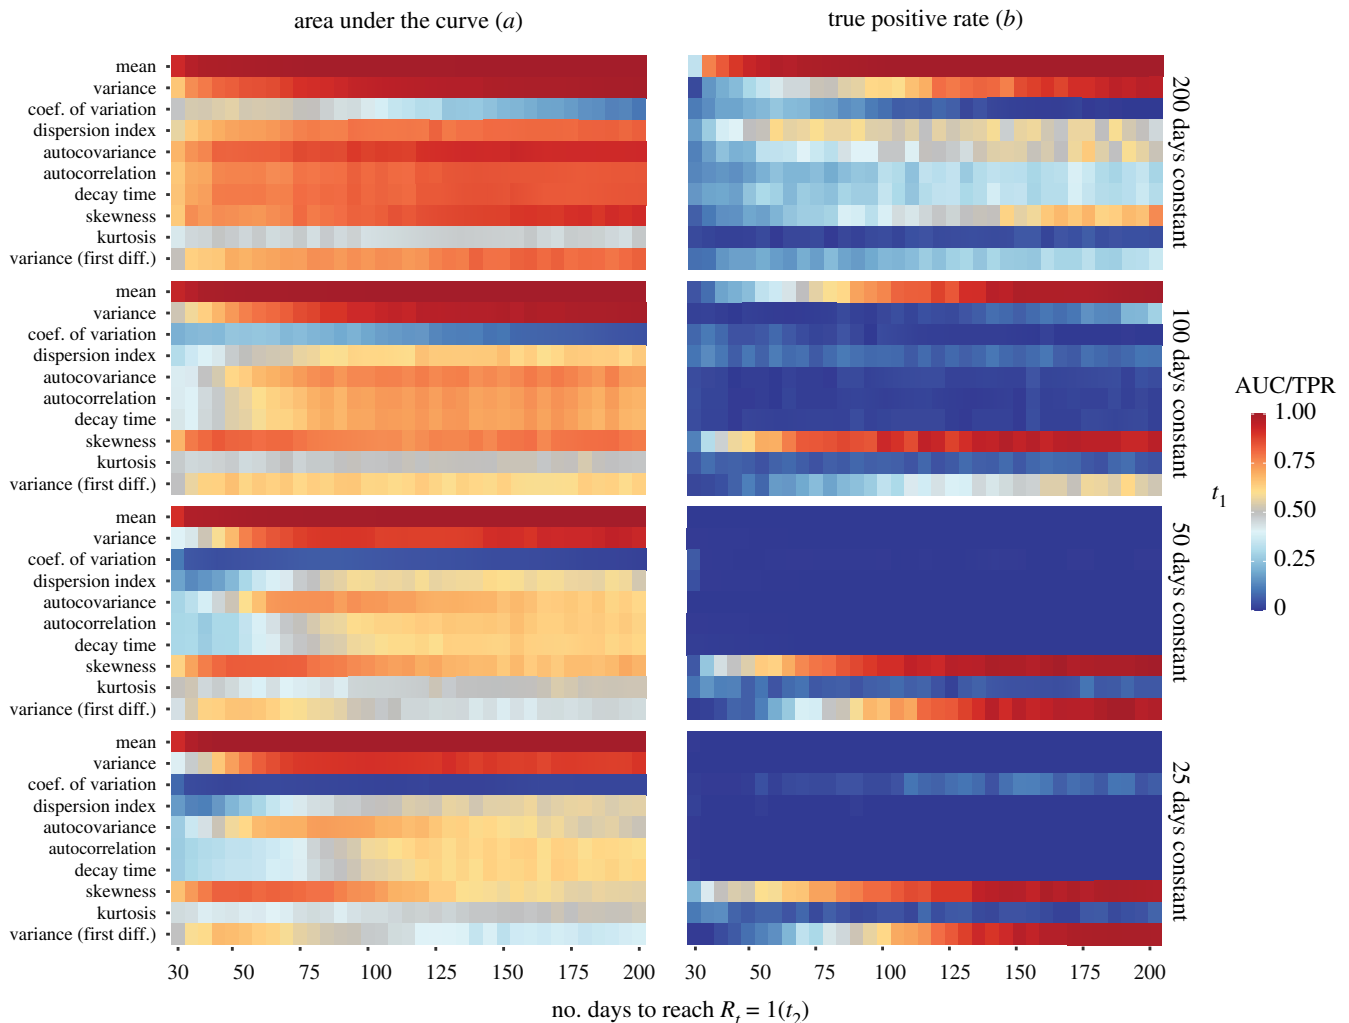 area under the curve (a)
true positive rate (b)
mean
variance
coef. of variation
dispersion index
autocovariance
autocorrelation
decay time
skewness
kurtosis
variance (first diff.)
200 days constant
mean
variance
coef. of variation
dispersion index
autocovariance
autocorrelation
decay time
skewness
kurtosis
variance (first diff.)
100 days constant
mean
variance
coef. of variation
dispersion index
autocovariance
autocorrelation
decay time
skewness
kurtosis
variance (first diff.)
50 days constant
mean
variance
coef. of variation
dispersion index
autocovariance
autocorrelation
decay time
skewness
kurtosis
variance (first diff.)
25 days constant
t1
AUC/TPR
1.00
0.75
0.50
0.25
0
30 50 75 100 125 150 175 200
30 50 75 100 125 150 175 200
no. days to reach Rt = 1(t2)